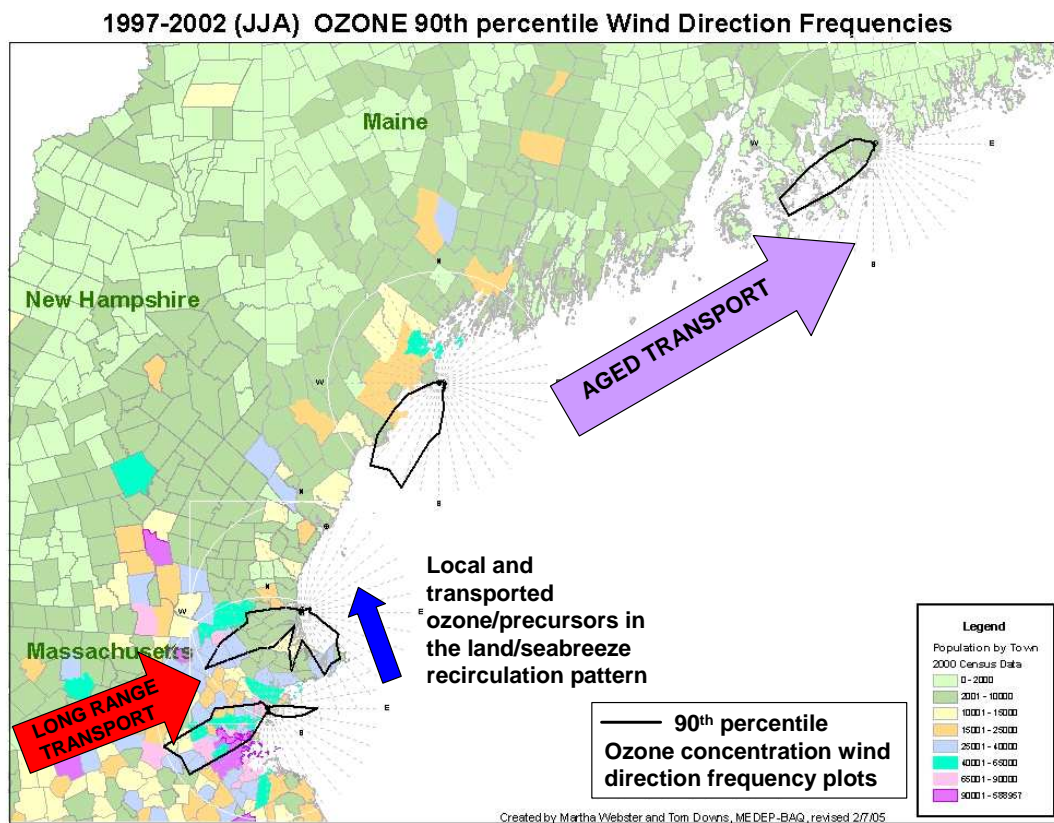 1997-2002 (JJA) OZONE 90th percentile Wind Direction Frequencies
Maine
New Hampshire
Massachusetts
W
E
S
N
W
S
N
W
E
N
E
S
AGED TRANSPORT
LONG RANGE
TRANSPORT
Local and
transported
ozone/precursors in
the land/seabreeze
recirculation pattern
90th percentile
Ozone concentration wind
direction frequency plots
Legend
Population by Town
2000 Census Data
0 - 2000
2001 - 10000
10001 - 15000
15001 - 25000
25001 - 40000
40001 - 65000
65001 - 90000
90001 - 588957
Created by Martha Webster and Tom Downs, MEDEP-BAQ, revised 2/7/05